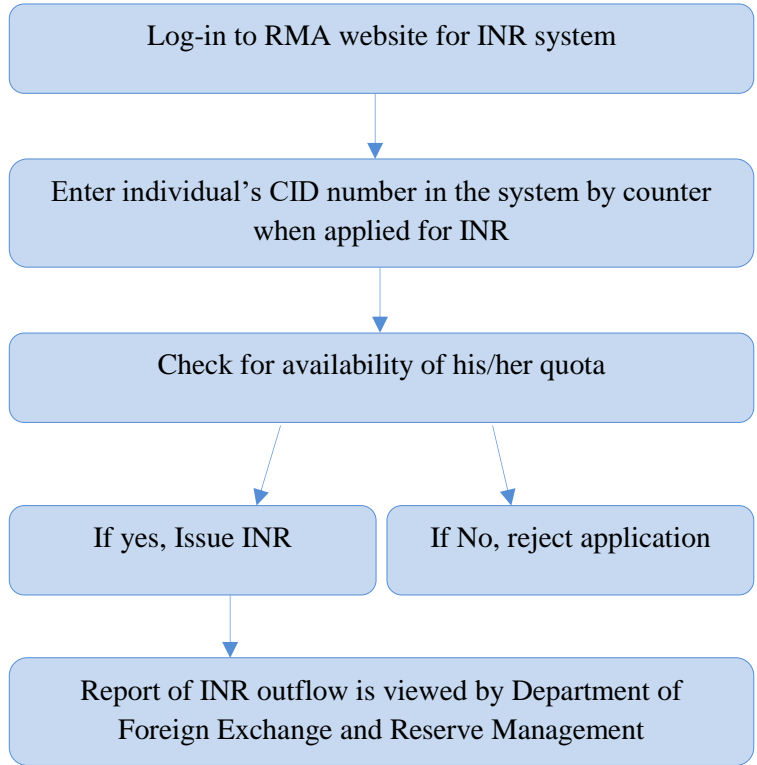 Log-in to RMA website for INR system
Enter individual’s CID number in the system by counter
when applied for INR
Check for availability of his/her quota
If yes, Issue INR
If No, reject application
Report of INR outflow is viewed by Department of
Foreign Exchange and Reserve Management